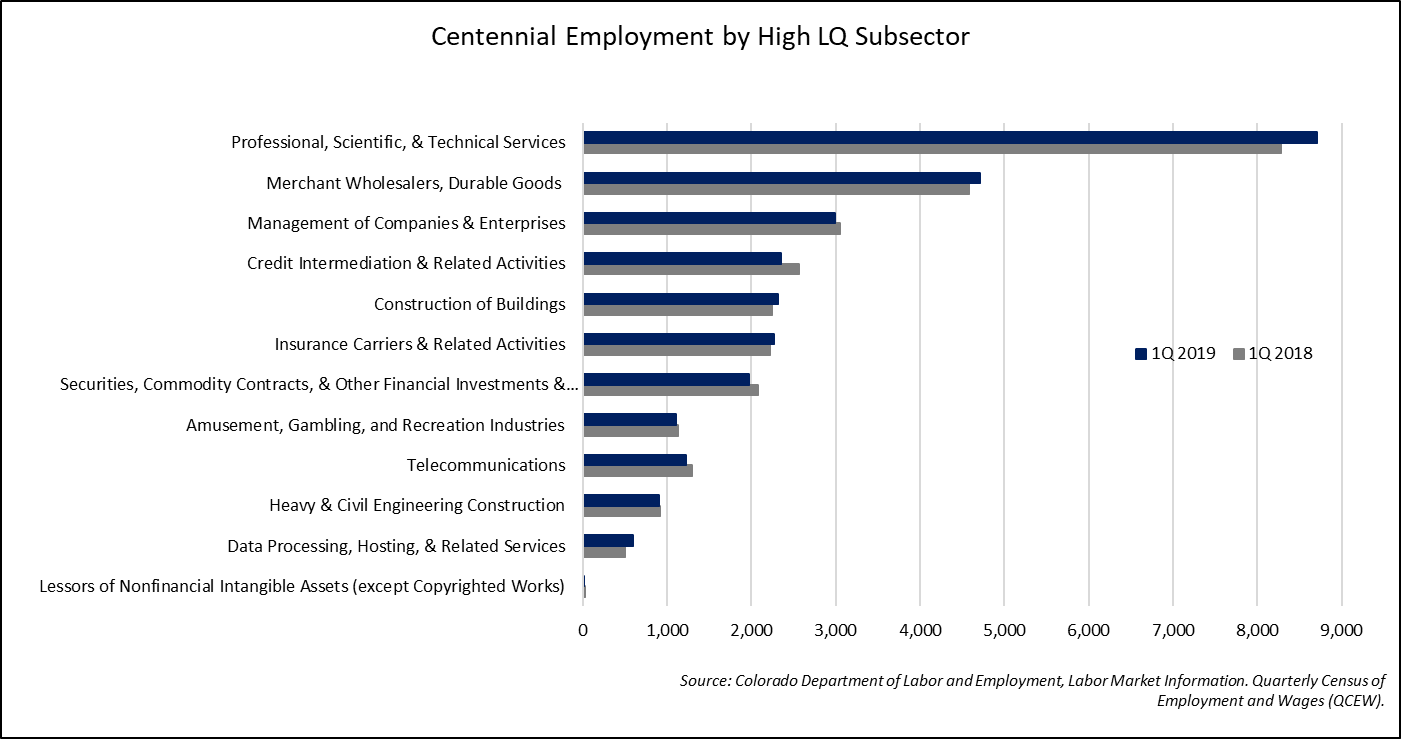 Centennial Employment by High LQ Subsector
Professional, Scientific, & Technical Services
Merchant Wholesalers, Durable Goods
Management of Companies & Enterprises
Credit Intermediation & Related Activities
Construction of Buildings
Insurance Carriers & Related Activities
1Q 2019 1Q 2018
Securities, Commodity Contracts, & Other Financial Investments &...
Amusement, Gambling, and Recreation Industries
Telecommunications
Heavy & Civil Engineering Construction
Data Processing, Hosting, & Related Services
Lessors of Nonfinancial Intangible Assets (except Copyrighted Works)
0 1,000 2,000 3,000 4,000 5,000 6,000 7,000 8,000 9,000
Source: Colorado Department of Labor and Employment, Labor Market Information. Quarterly Census of
Employment and Wages (QCEW).